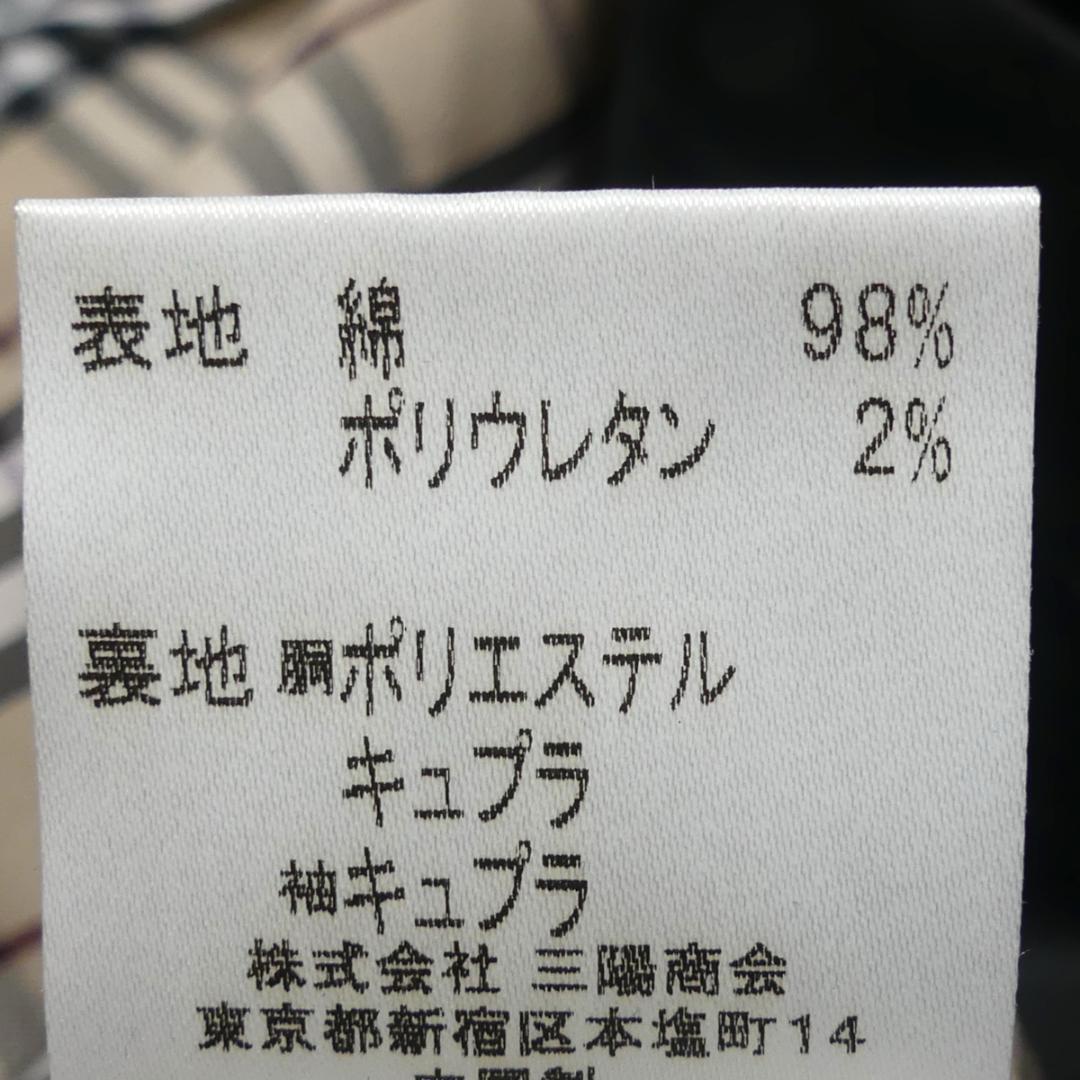 表地 綿 98%
ポリウレタン 2%
裏地 胴ポリエステル
キュプラ
袖キュプラ
株式会社 三陽商会
東京都新宿区本塩町14